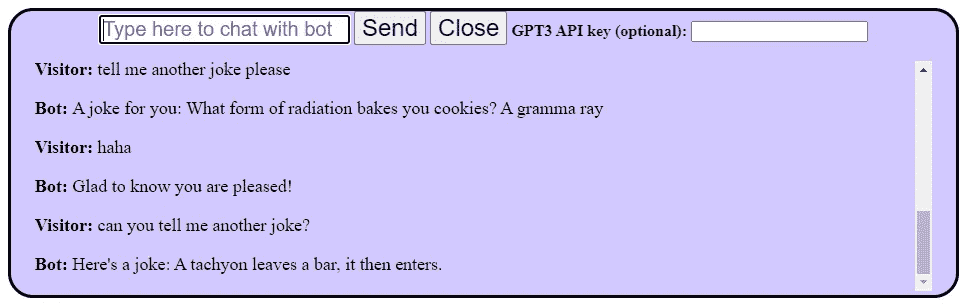 Type here to chat with bot Send Close GPT3 API key (optional):
Visitor: tell me another joke please
Bot: A joke for you: What form of radiation bakes you cookies? A gramma ray
Visitor: haha
Bot: Glad to know you are pleased!
Visitor: can you tell me another joke?
Bot: Here's a joke: A tachyon leaves a bar, it then enters.